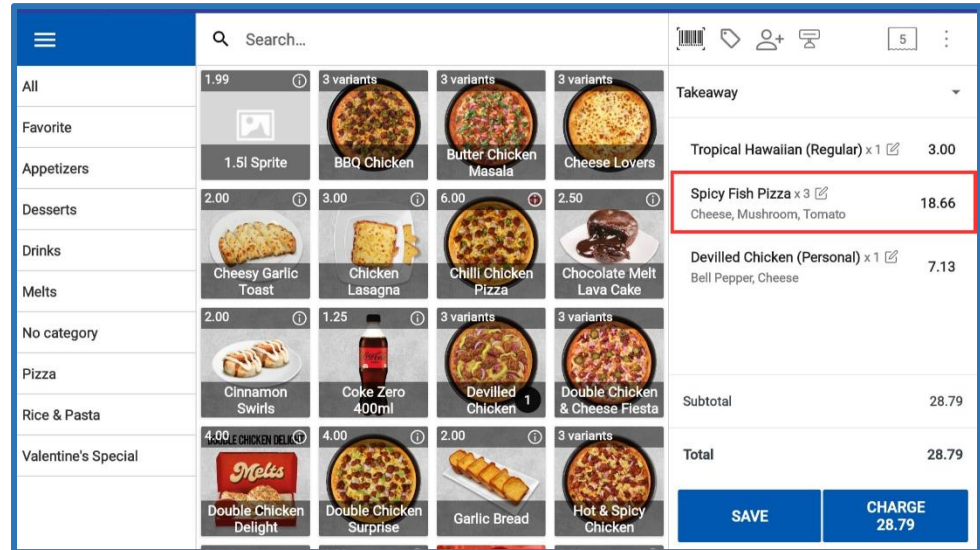 Search...
5
All
Favorite
Appetizers
Desserts
Drinks
Melts
No category
Pizza
Rice & Pasta
Valentine's Special
1.99
1.5l Sprite
3 variants
BBQ Chicken
3 variants
Butter Chicken
Masala
3 variants
Cheese Lovers
2.00
Cheesy Garlic
Toast
3.00
Chicken
Lasagna
6.00
Chilli Chicken
Pizza
2.50
Chocolate Melt
Lava Cake
2.00
Cinnamon
Swirls
1.25
Coke Zero
400ml
3 variants
Devilled
Chicken
1
3 variants
Double Chicken
& Cheese Fiesta
4.00
DOUBLE CHICKEN DELIGHT
Melts
Double Chicken
Delight
4.00
Double Chicken
Surprise
2.00
Garlic Bread
3 variants
Hot & Spicy
Chicken
Takeaway
Tropical Hawaiian (Regular) x 1 3.00
Spicy Fish Pizza x 3 18.66
Cheese, Mushroom, Tomato
Devilled Chicken (Personal) x 1 7.13
Bell Pepper, Cheese
Subtotal 28.79
Total 28.79
SAVE
CHARGE
28.79